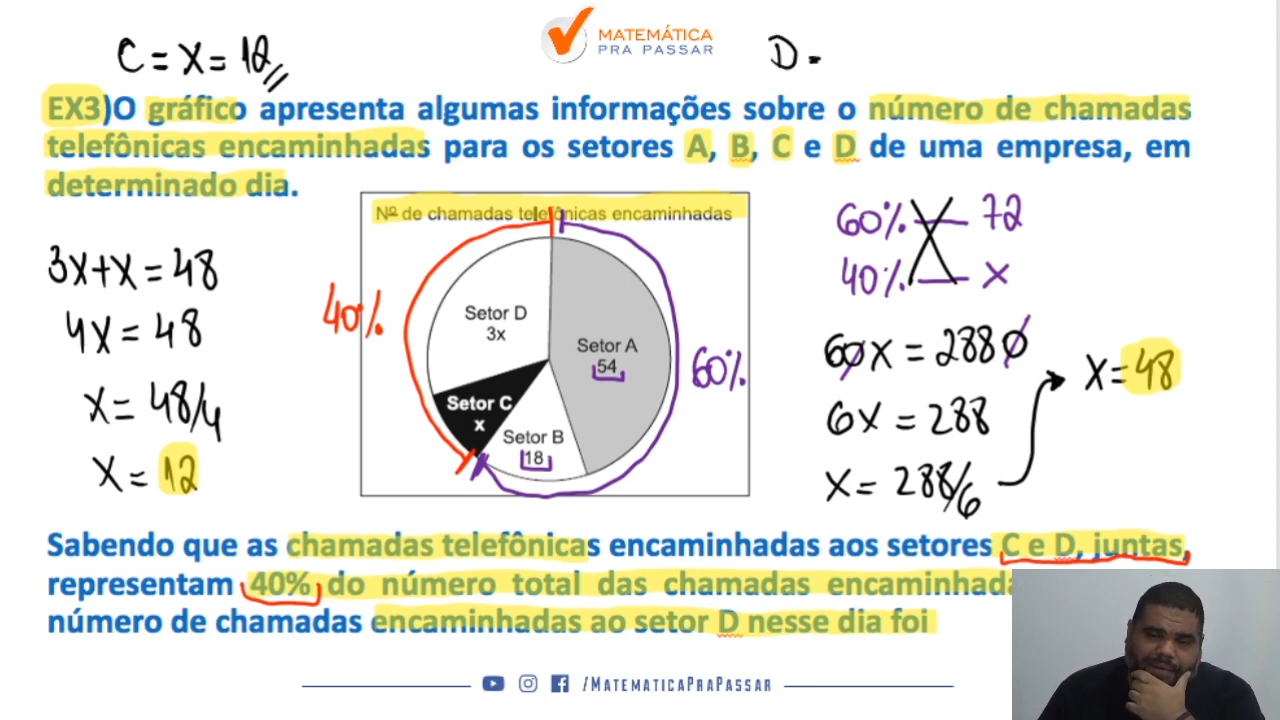 C = X = 12
MATEMÁTICA
PRA PASSAR
D =
EX3)O gráfico apresenta algumas informações sobre o número de chamadas
telefônicas encaminhadas para os setores A, B, C e D de uma empresa, em
determinado dia.
Nº de chamadas telefônicas encaminhadas
Setor D
3x
Setor A
54
Setor C
x
Setor B
18
40%
60%
3X+X = 48
4X = 48
X = 48/4
X = 12
60% 72
40% X
60X = 2880
6X = 288
X = 288/6
X = 48
Sabendo que as chamadas telefônicas encaminhadas aos setores C e D, juntas,
representam 40% do número total das chamadas
número de chamadas encaminhadas ao setor D nesse dia foi
/MATEMATICAPRAPASSAR